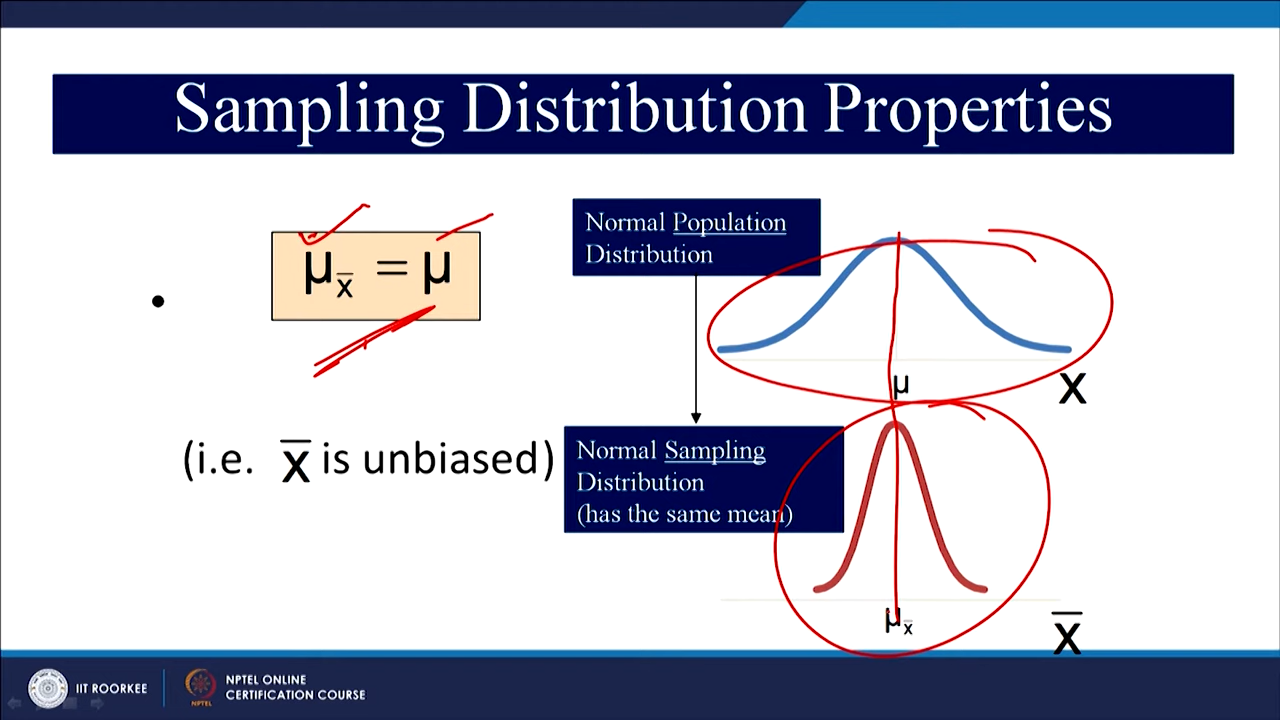 Sampling Distribution Properties
μx̅ = μ
•
(i.e. x̅ is unbiased)
Normal Population
Distribution
μ
x
Normal Sampling
Distribution
(has the same mean)
μx̅
x̅
IIT ROORKEE
NPTEL
NPTEL ONLINE
CERTIFICATION COURSE